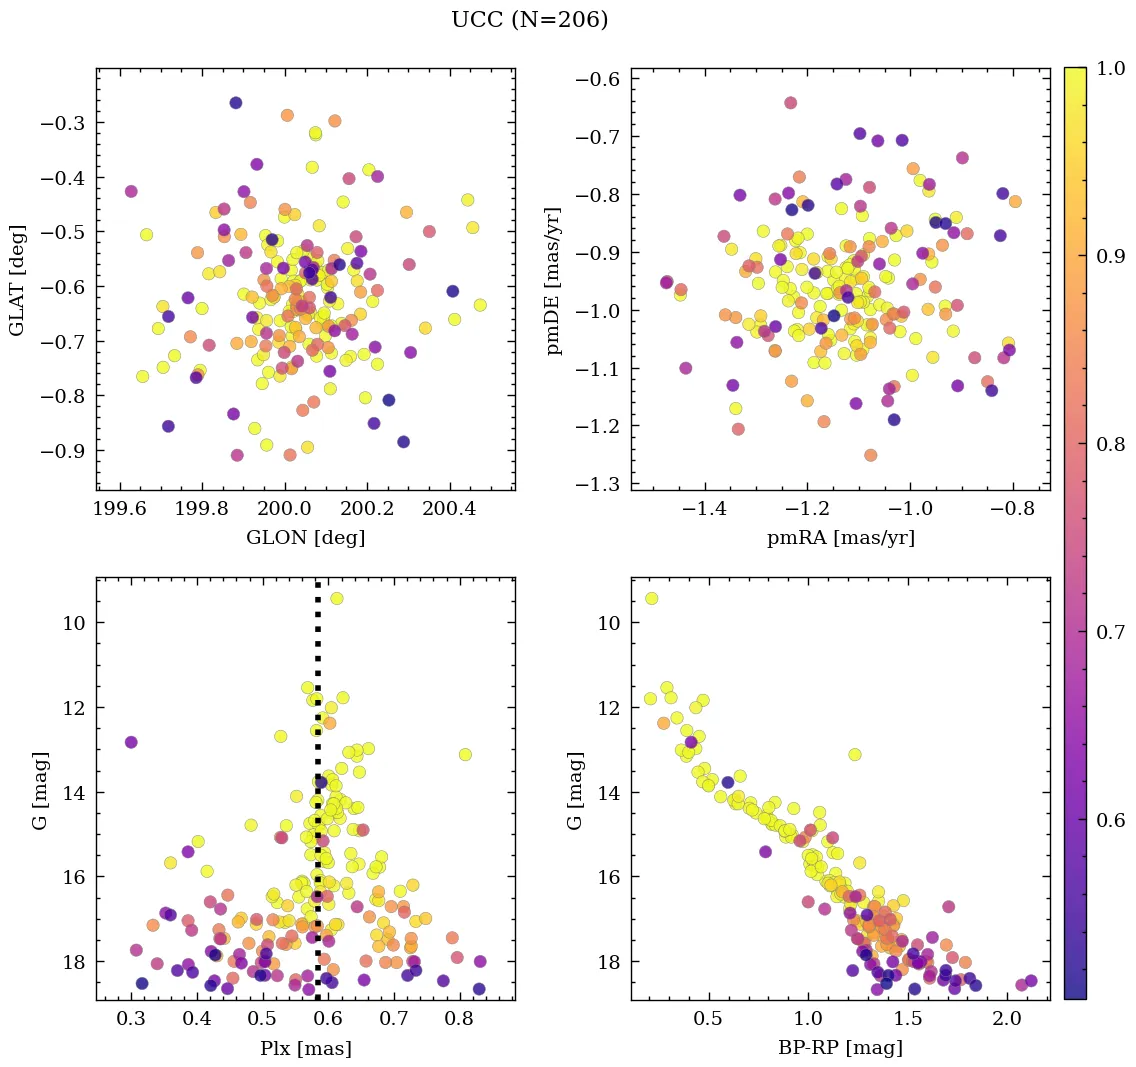 UCC (N=206)
−0.3
−0.4
−0.5
−0.6
−0.7
−0.8
−0.9
GLAT [deg]
199.6 199.8 200.0 200.2 200.4
GLON [deg]
−0.6
−0.7
−0.8
−0.9
−1.0
−1.1
−1.2
−1.3
pmDE [mas/yr]
−1.4 −1.2 −1.0 −0.8
pmRA [mas/yr]
10
12
14
16
18
G [mag]
0.3 0.4 0.5 0.6 0.7 0.8
Plx [mas]
10
12
14
16
18
G [mag]
0.5 1.0 1.5 2.0
BP-RP [mag]
1.0
0.9
0.8
0.7
0.6